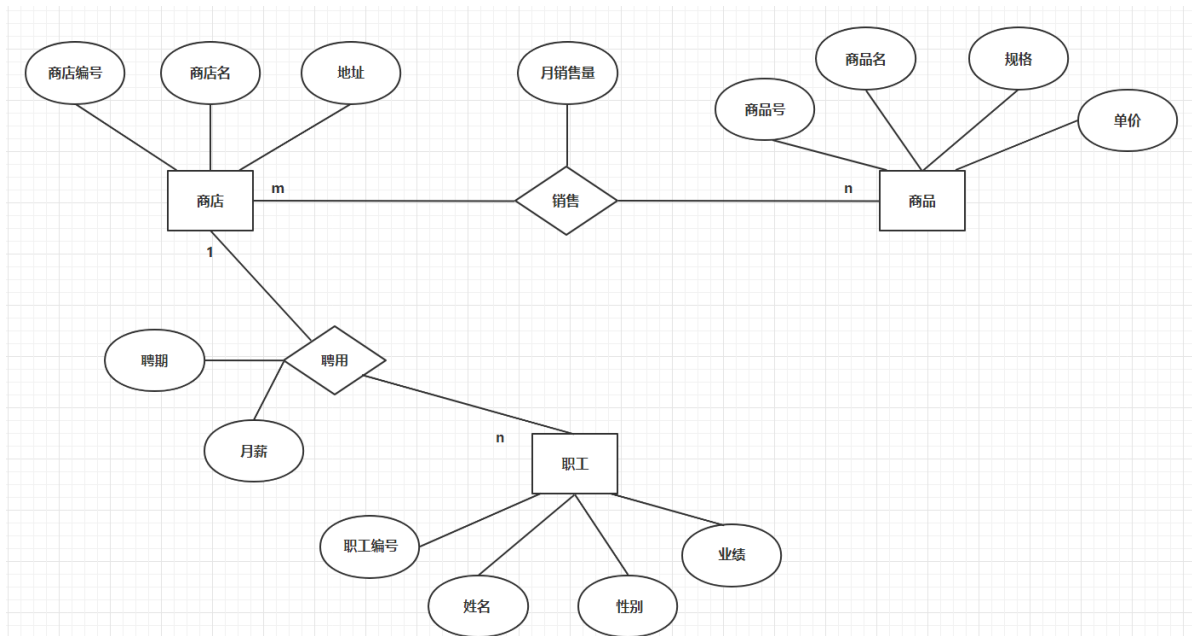 商店编号
商店名
地址
月销售量
商品名
规格
商品号
单价
商店
m
销售
n
商品
1
聘期
聘用
月薪
n
职工
职工编号
姓名
性别
业绩